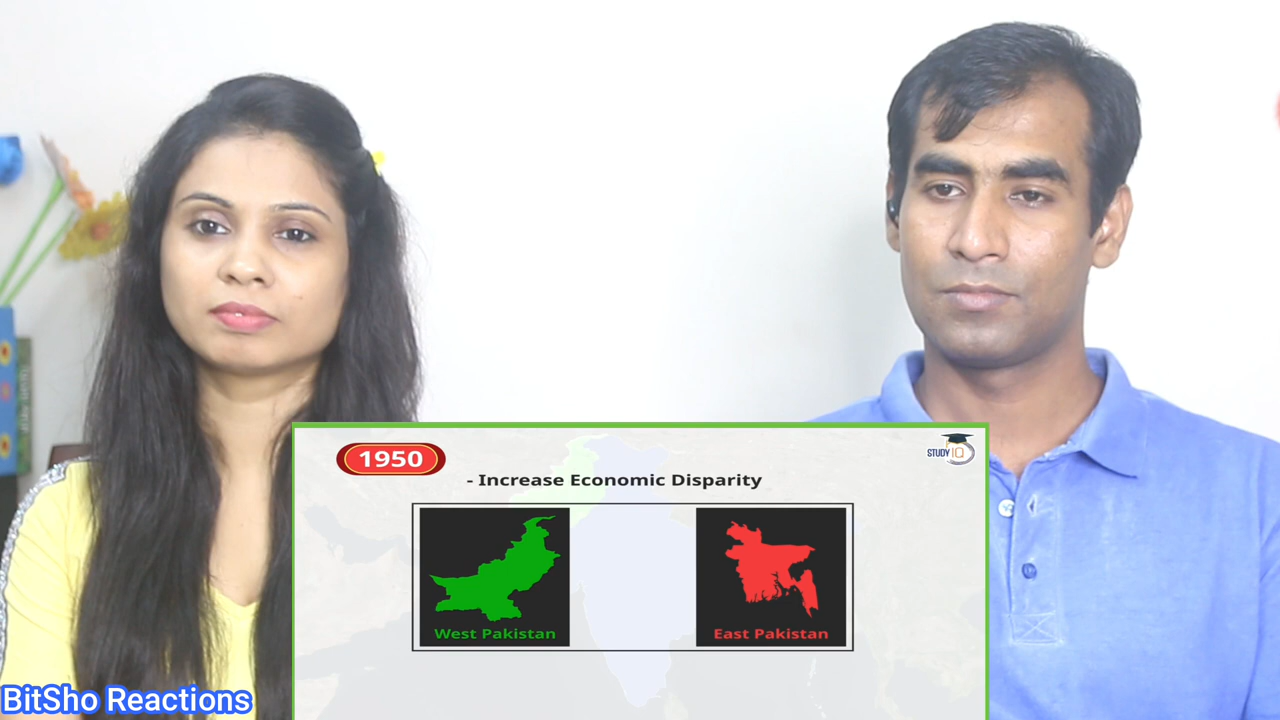 1950
STUDY IQ
- Increase Economic Disparity
West Pakistan
East Pakistan
BitSho Reactions